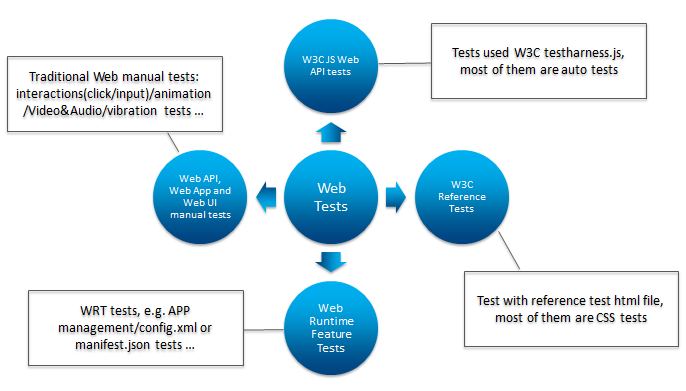 W3C JS Web
API tests
Tests used W3C testharness.js,
most of them are auto tests
Traditional Web manual tests:
interactions(click/input)/animation
/Video&Audio/vibration tests ...
Web API,
Web App and
Web UI
manual tests
Web
Tests
W3C
Reference
Tests
Test with reference test html file,
most of them are CSS tests
WRT tests, e.g. APP
management/config.xml or
manifest.json tests ...
Web
Runtime
Feature
Tests